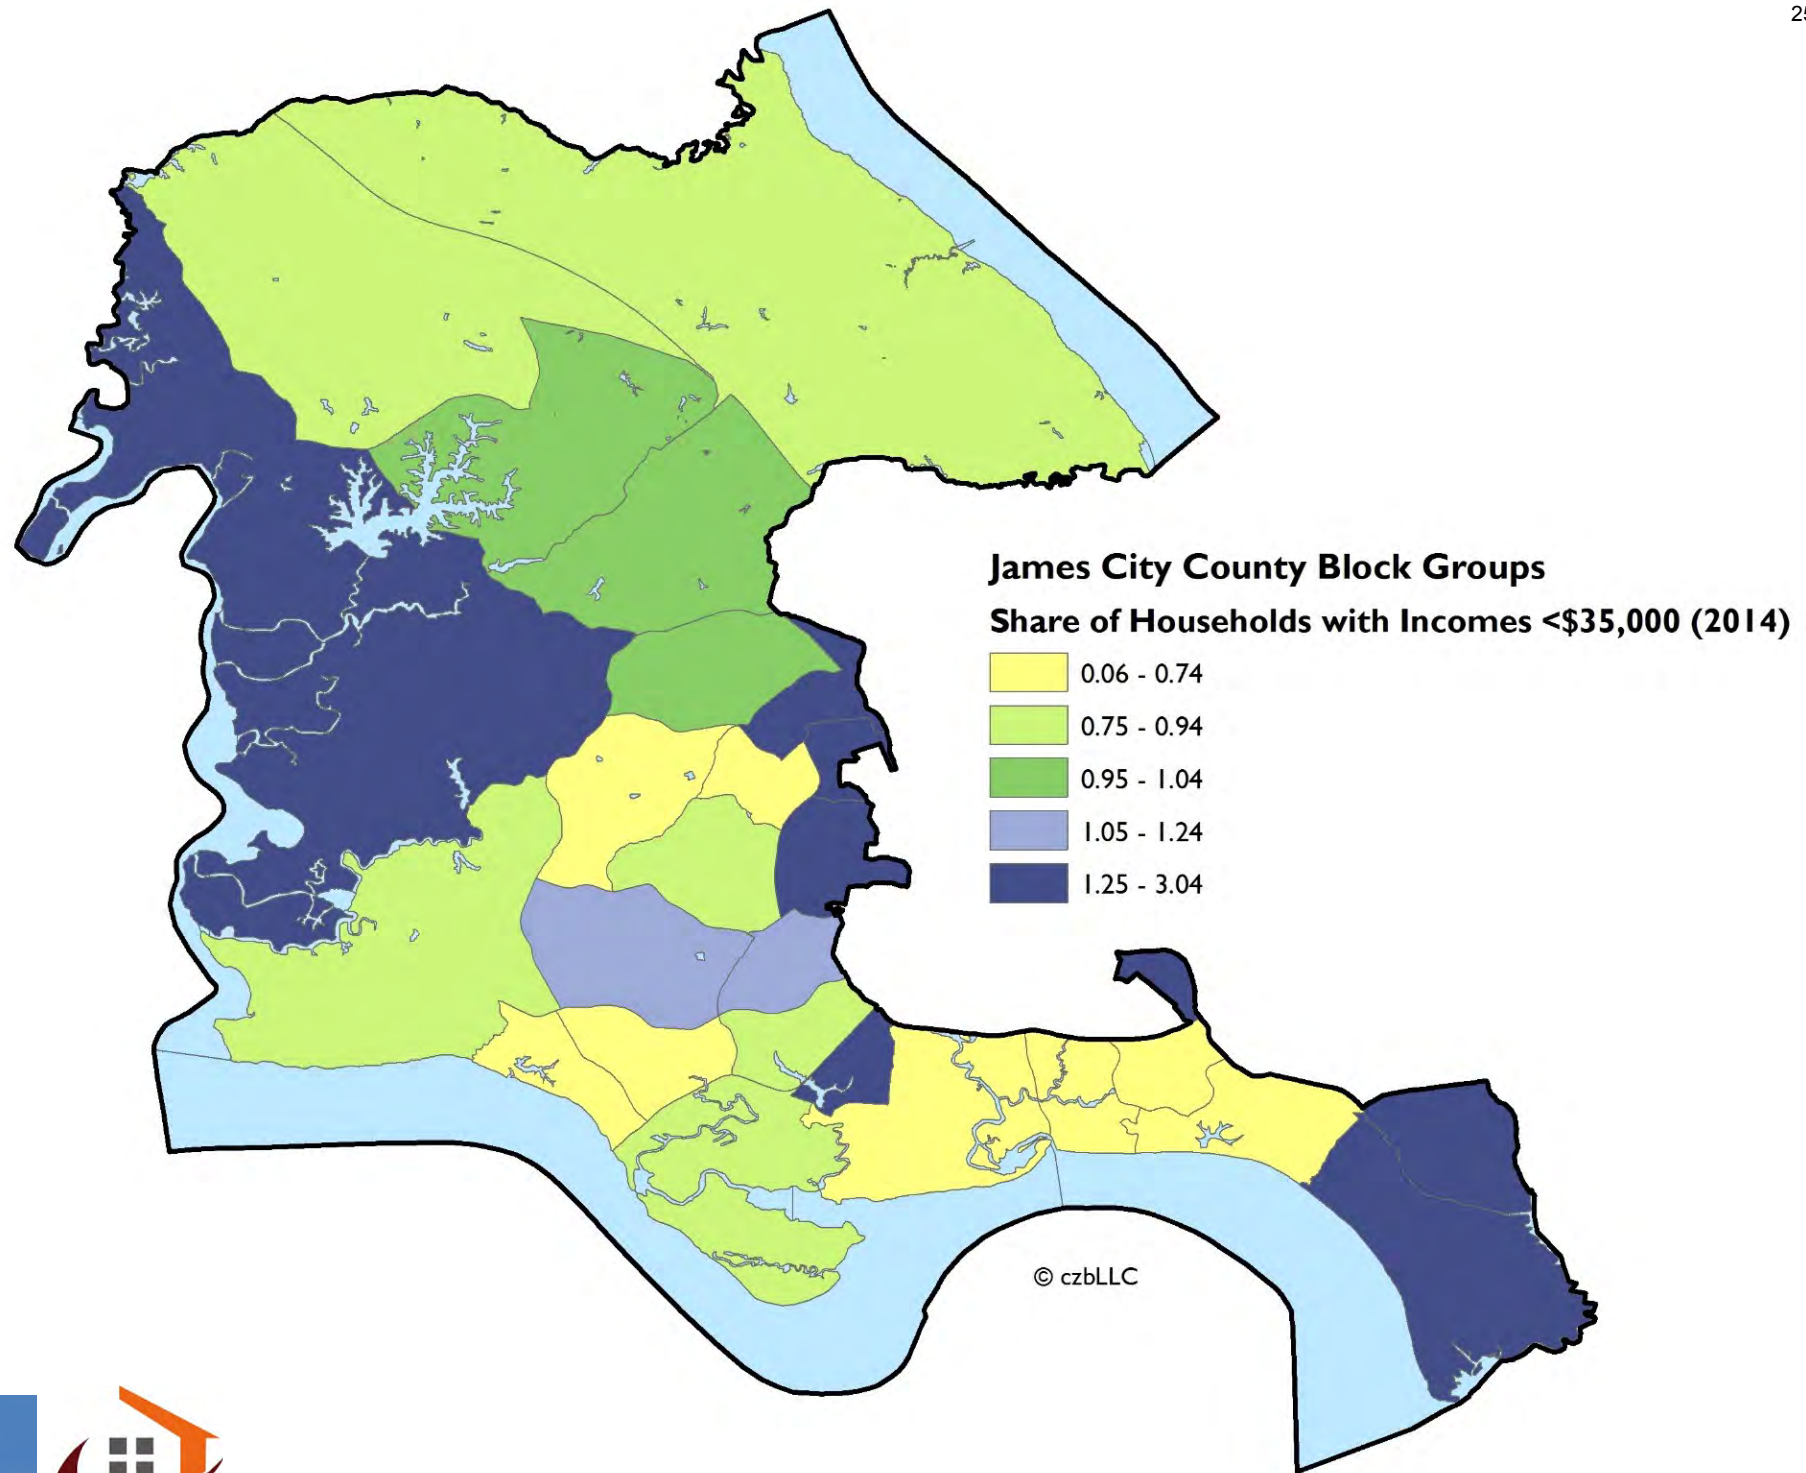 25
James City County Block Groups
Share of Households with Incomes <$35,000 (2014)
0.06 - 0.74
0.75 - 0.94
0.95 - 1.04
1.05 - 1.24
1.25 - 3.04
© czbLLC